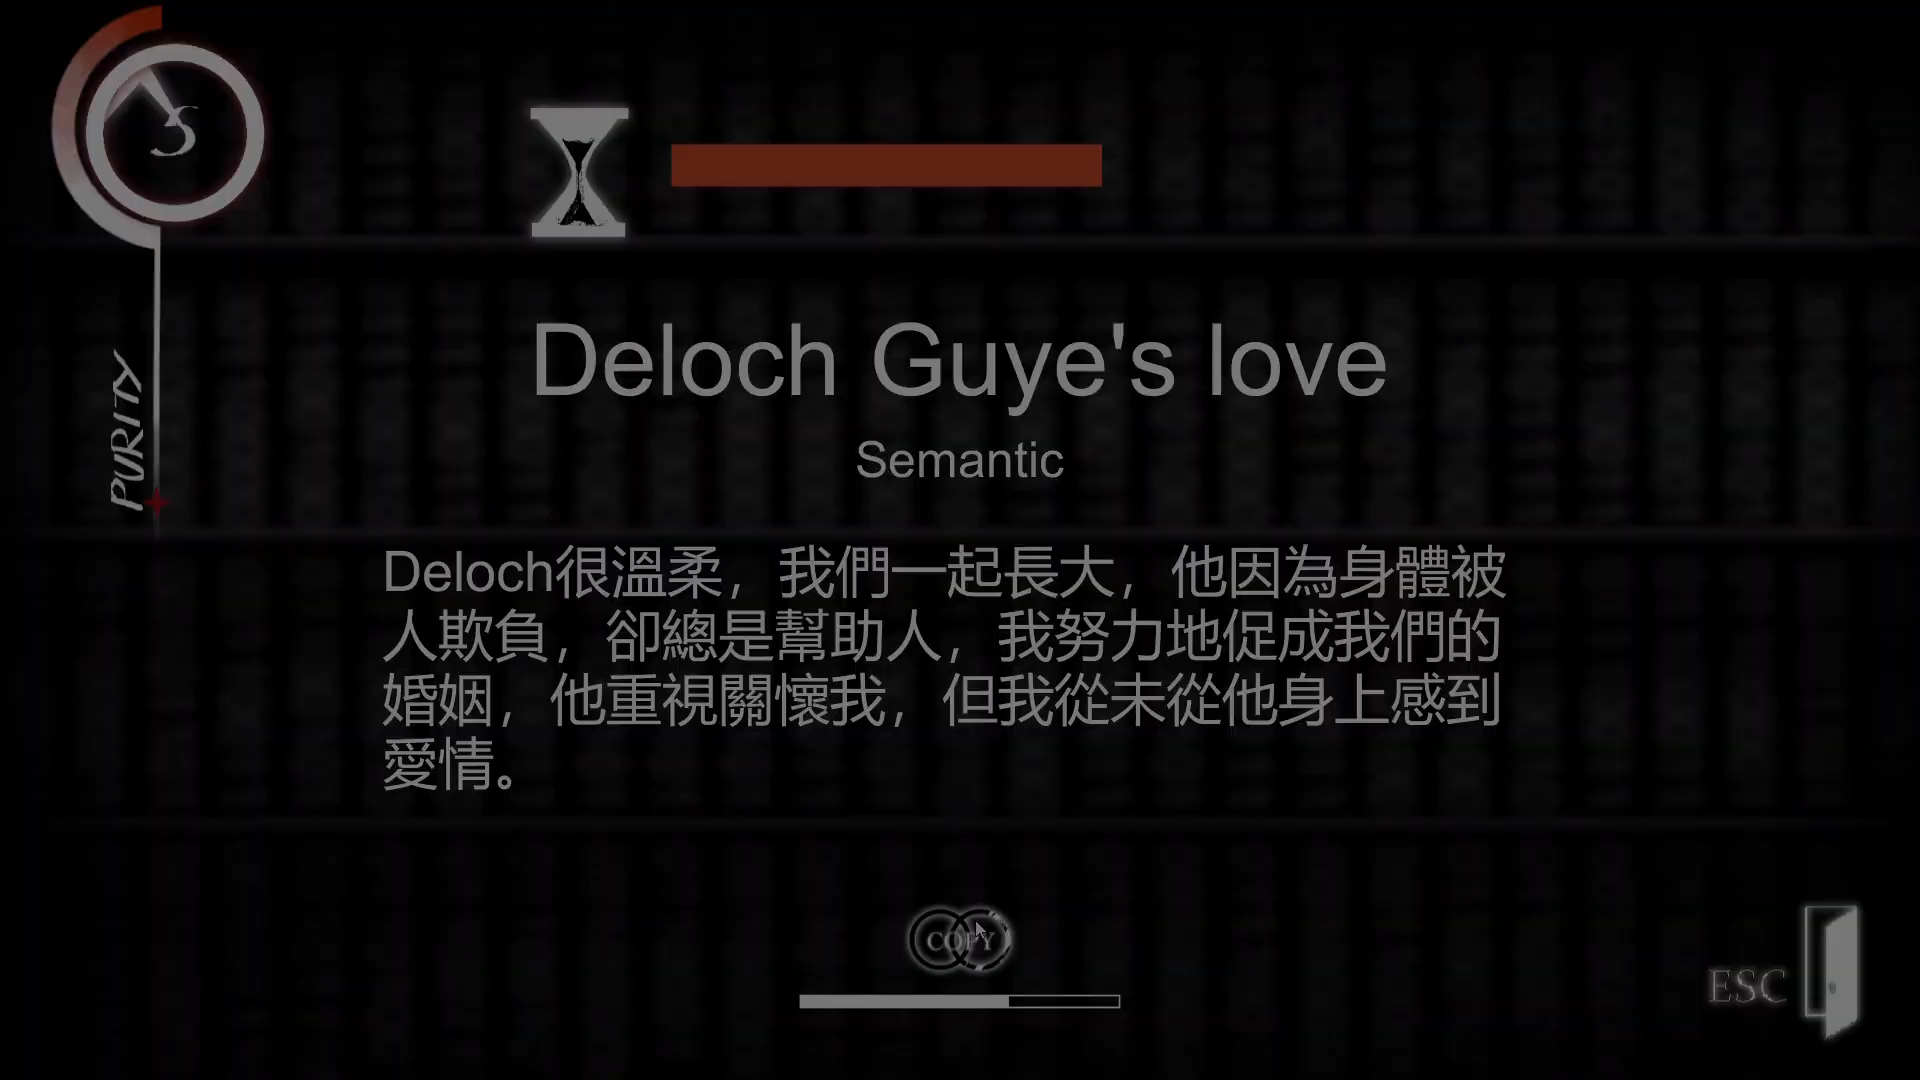 5
PURITY
Deloch Guye's love
Semantic
Deloch很溫柔，我們一起長大，他因為身體被
人欺負，卻總是幫助人，我努力地促成我們的
婚姻，他重視關懷我，但我從未從他身上感到
愛情。
COPY
ESC